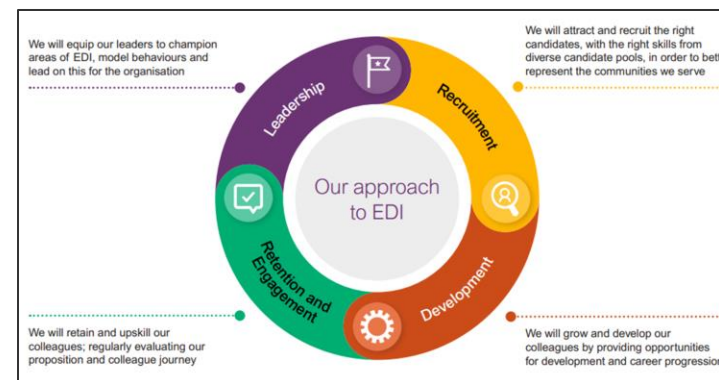 We will equip our leaders to champion
areas of EDI, model behaviours and
lead on this for the organisation
We will attract and recruit the right
candidates, with the right skills from
diverse candidate pools, in order to
represent the communities we serve
Leadership
Recruitment
Our approach
to EDI
Retention and
Engagement
Development
We will retain and upskill our
colleagues; regularly evaluating our
proposition and colleague journey
We will grow and develop our
colleagues by providing opportunities
for development and career progression